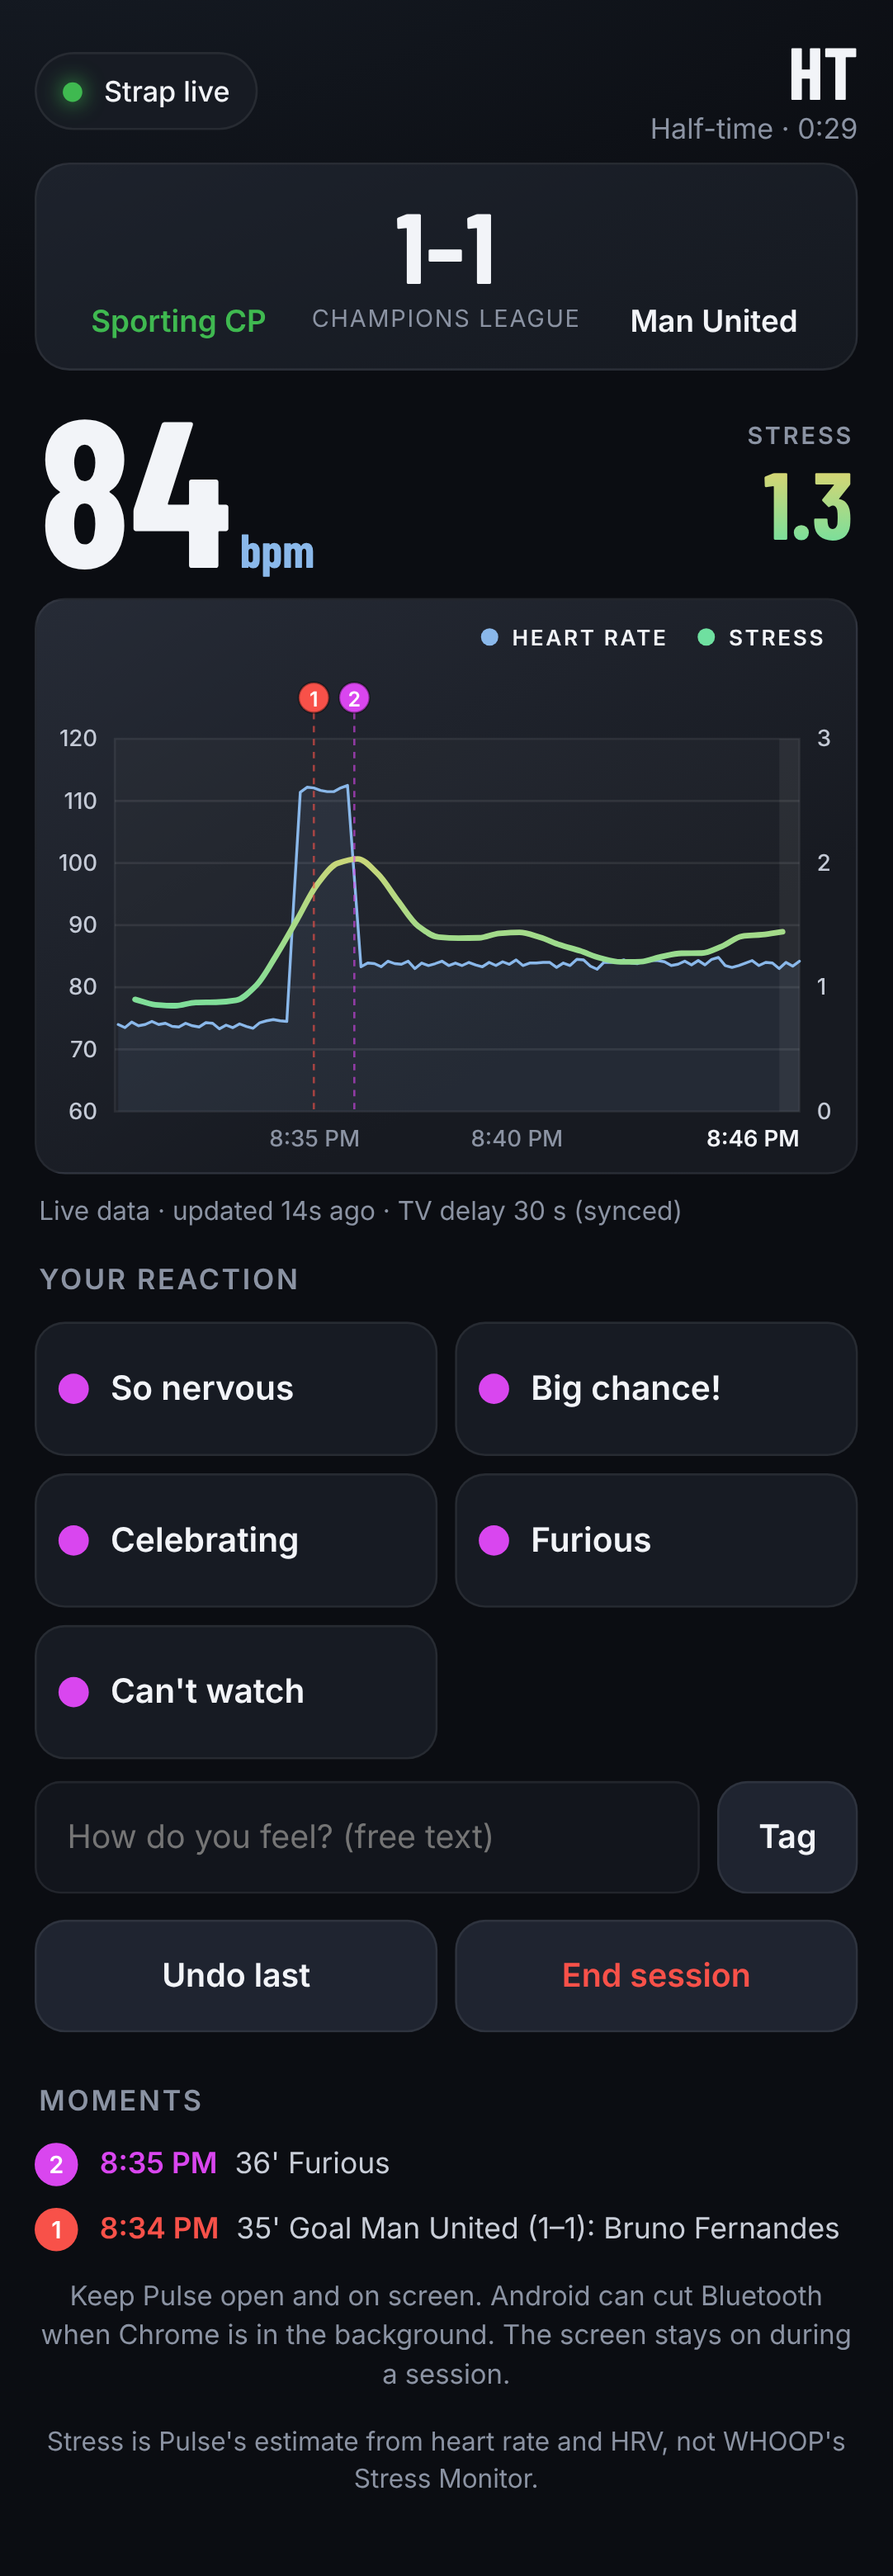 Strap live
HT
Half-time · 0:29
1–1
Sporting CP
CHAMPIONS LEAGUE
Man United
84 bpm
STRESS
1.3
HEART RATE
STRESS
1
2
120
110
100
90
80
70
60
3
2
1
0
8:35 PM
8:40 PM
8:46 PM
Live data · updated 14s ago · TV delay 30 s (synced)
YOUR REACTION
So nervous
Big chance!
Celebrating
Furious
Can't watch
How do you feel? (free text)
Tag
Undo last
End session
MOMENTS
2 8:35 PM 36' Furious
1 8:34 PM 35' Goal Man United (1–1): Bruno Fernandes
Keep Pulse open and on screen. Android can cut Bluetooth
when Chrome is in the background. The screen stays on during
a session.
Stress is Pulse's estimate from heart rate and HRV, not WHOOP's
Stress Monitor.